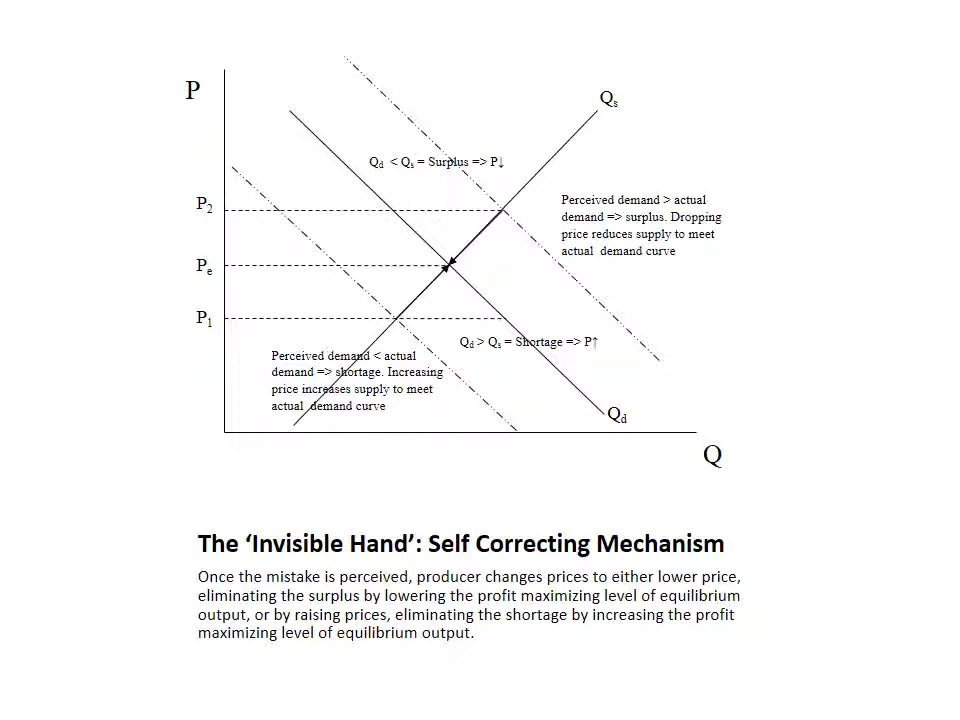 P
Qₛ
Q_d < Qₛ = Surplus => P↓
P₂
Perceived demand > actual
demand => surplus. Dropping
price reduces supply to meet
actual demand curve
Pₑ
P₁
Q_d > Qₛ = Shortage => P↑
Perceived demand < actual
demand => shortage. Increasing
price increases supply to meet
actual demand curve
Q_d
Q
The ‘Invisible Hand’: Self Correcting Mechanism
Once the mistake is perceived, producer changes prices to either lower price,
eliminating the surplus by lowering the profit maximizing level of equilibrium
output, or by raising prices, eliminating the shortage by increasing the profit
maximizing level of equilibrium output.